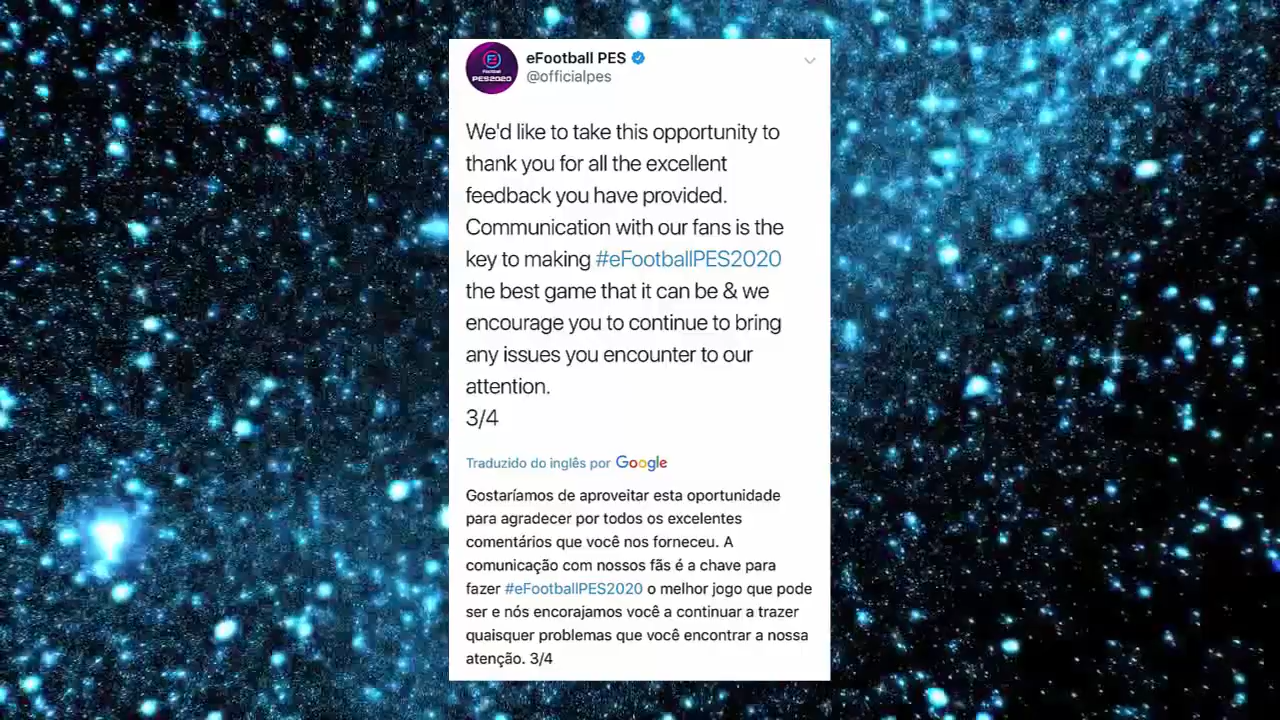 eFootball PES
@officialpes
Football
PES2020
We'd like to take this opportunity to
thank you for all the excellent
feedback you have provided.
Communication with our fans is the
key to making #eFootballPES2020
the best game that it can be & we
encourage you to continue to bring
any issues you encounter to our
attention.
3/4
Traduzido do inglês por Google
Gostaríamos de aproveitar esta oportunidade
para agradecer por todos os excelentes
comentários que você nos forneceu. A
comunicação com nossos fãs é a chave para
fazer #eFootballPES2020 o melhor jogo que pode
ser e nós encorajamos você a continuar a trazer
quaisquer problemas que você encontrar a nossa
atenção. 3/4